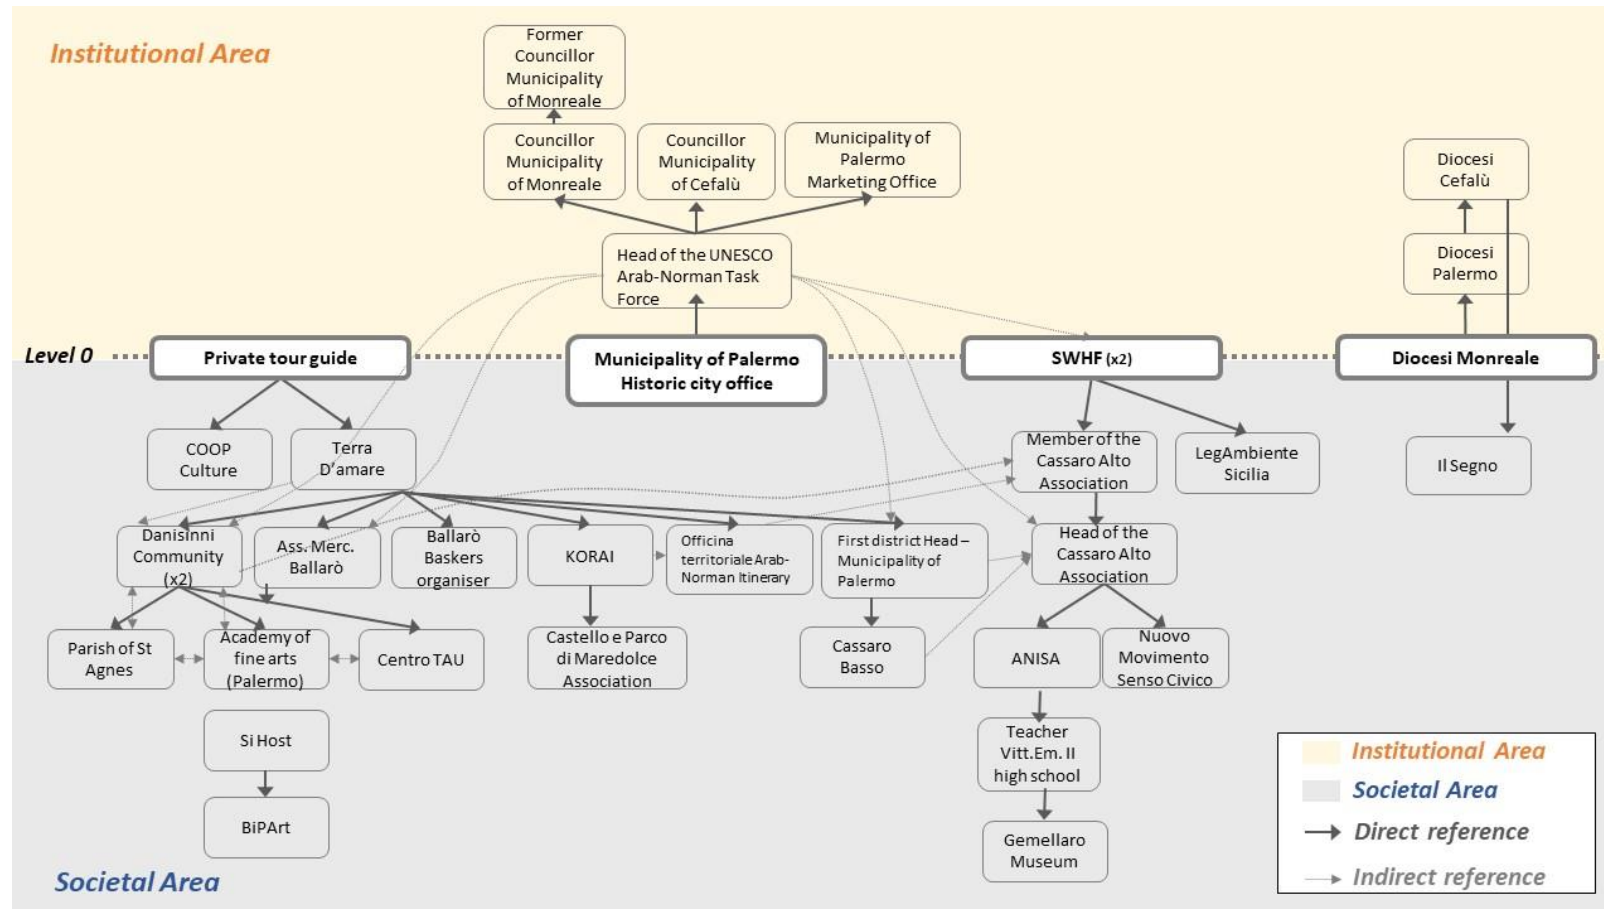 Institutional Area
Former
Councillor
Municipality
of Monreale
Councillor
Municipality
of Monreale
Councillor
Municipality
of Cefalù
Municipality of
Palermo
Marketing Office
Diocesi
Cefalù
Head of the UNESCO
Arab-Norman Task
Force
Diocesi
Palermo
Level 0
Private tour guide
Municipality of Palermo
Historic city office
SWHF (x2)
Diocesi Monreale
COOP
Culture
Terra
D'amare
Member of the
Cassaro Alto
Association
LegAmbiente
Sicilia
Il Segno
Danisinni
Community
(x2)
Ass. Merc.
Ballarò
Ballarò
Baskers
organiser
KORAI
Officina
territoriale Arab-
Norman Itinerary
First district Head –
Municipality of
Palermo
Head of the
Cassaro Alto
Association
Parish of St
Agnes
Academy of
fine arts
(Palermo)
Centro TAU
Castello e Parco
di Maredolce
Association
Cassaro
Basso
ANISA
Nuovo
Movimento
Senso Civico
Si Host
Teacher
Vitt.Em. II
high school
BiPArt
Gemellaro
Museum
Societal Area
Institutional Area
Societal Area
Direct reference
Indirect reference